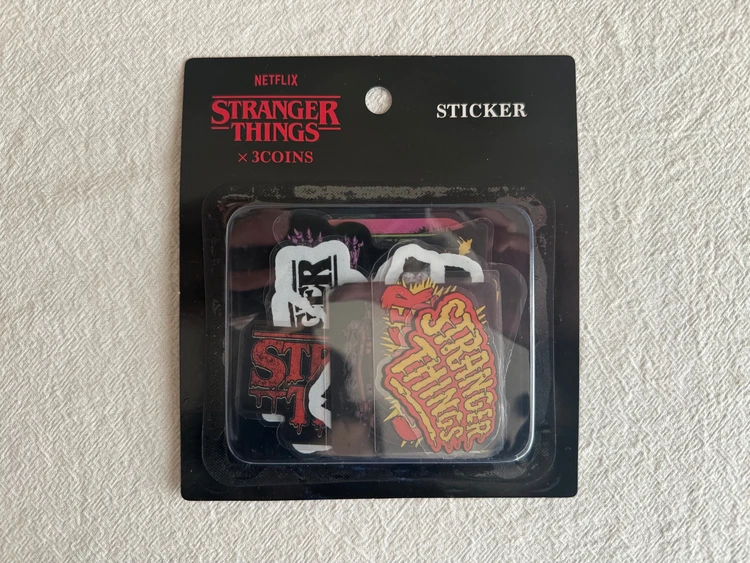 NETFLIX
STRANGER
THINGS
× 3COINS
STICKER
STRANGER
THINGS